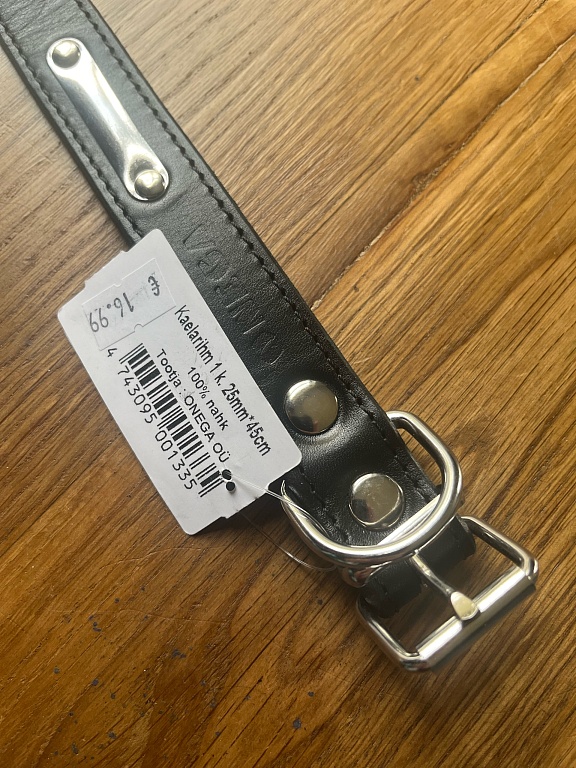 € 16.99
Kaelarihm 1 k. 25mm*45cm
100% nahk
Tootja : ONEGA OÜ
4 743095 001335